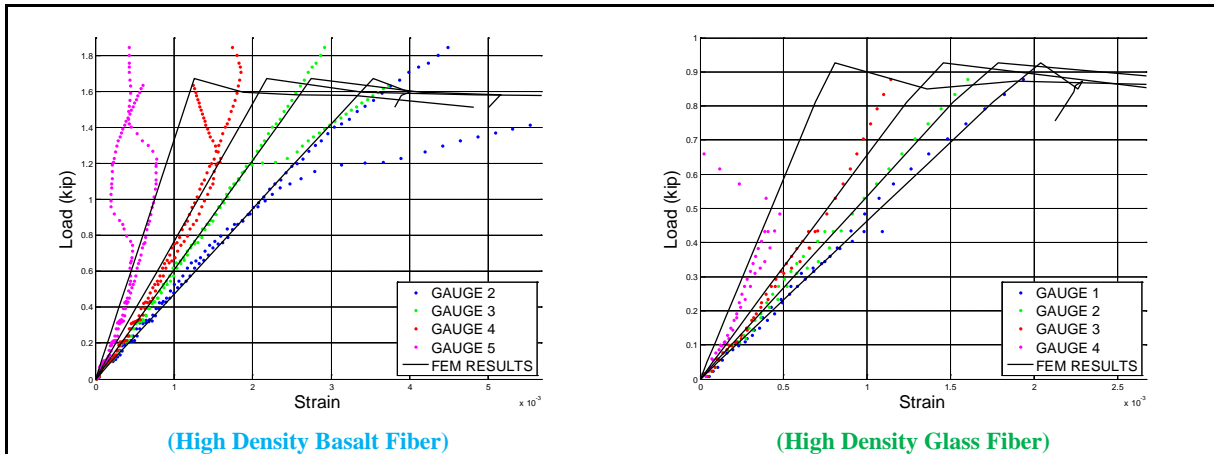 1.8
1.6
1.4
1.2
1
0.8
0.6
0.4
0.2
0
Load (kip)
0 1 2 3 4 5
x 10⁻³
Strain
GAUGE 2
GAUGE 3
GAUGE 4
GAUGE 5
FEM RESULTS
(High Density Basalt Fiber)
1
0.9
0.8
0.7
0.6
0.5
0.4
0.3
0.2
0.1
0
Load (kip)
0 0.5 1 1.5 2 2.5
x 10⁻³
Strain
GAUGE 1
GAUGE 2
GAUGE 3
GAUGE 4
FEM RESULTS
(High Density Glass Fiber)